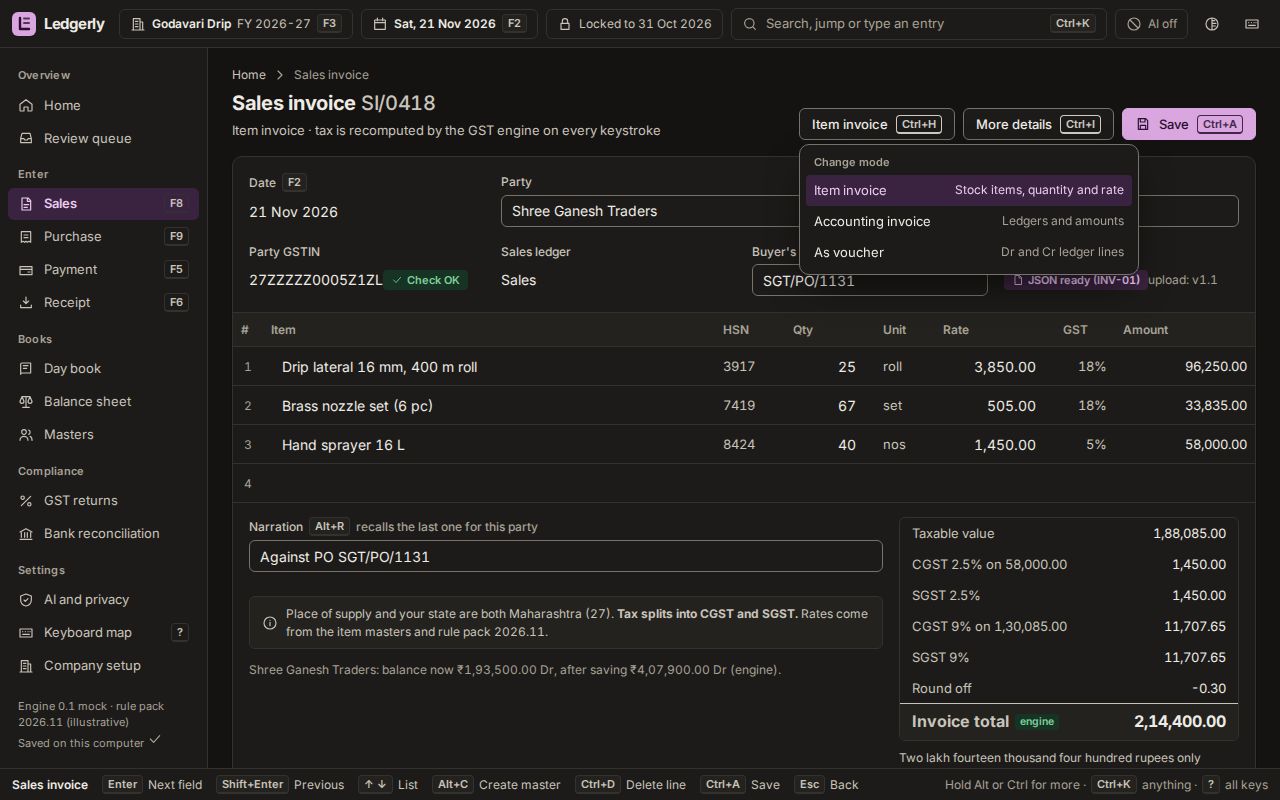 Ledgerly
Godavari Drip FY 2026-27 F3
Sat, 21 Nov 2026 F2
Locked to 31 Oct 2026
Search, jump or type an entry Ctrl+K
AI off
Overview
Home
Review queue
Enter
Sales F8
Purchase F9
Payment F5
Receipt F6
Books
Day book
Balance sheet
Masters
Compliance
GST returns
Bank reconciliation
Settings
AI and privacy
Keyboard map ?
Company setup
Engine 0.1 mock · rule pack
2026.11 (illustrative)
Saved on this computer
Home > Sales invoice
Sales invoice SI/0418
Item invoice · tax is recomputed by the GST engine on every keystroke
Item invoice Ctrl+H
More details Ctrl+I
Save Ctrl+A
Change mode
Item invoice Stock items, quantity and rate
Accounting invoice Ledgers and amounts
As voucher Dr and Cr ledger lines
Date F2
21 Nov 2026
Party
Shree Ganesh Traders
Party GSTIN
27ZZZZZ0005Z1ZL Check OK
Sales ledger
Sales
Buyer's
SGT/PO/1131
JSON ready (INV-01) upload: v1.1
# Item HSN Qty Unit Rate GST Amount
1 Drip lateral 16 mm, 400 m roll 3917 25 roll 3,850.00 18% 96,250.00
2 Brass nozzle set (6 pc) 7419 67 set 505.00 18% 33,835.00
3 Hand sprayer 16 L 8424 40 nos 1,450.00 5% 58,000.00
4
Narration Alt+R recalls the last one for this party
Against PO SGT/PO/1131
Place of supply and your state are both Maharashtra (27). Tax splits into CGST and SGST. Rates come
from the item masters and rule pack 2026.11.
Shree Ganesh Traders: balance now ₹1,93,500.00 Dr, after saving ₹4,07,900.00 Dr (engine).
Taxable value 1,88,085.00
CGST 2.5% on 58,000.00 1,450.00
SGST 2.5% 1,450.00
CGST 9% on 1,30,085.00 11,707.65
SGST 9% 11,707.65
Round off -0.30
Invoice total engine 2,14,400.00
Two lakh fourteen thousand four hundred rupees only
Sales invoice Enter Next field Shift+Enter Previous ↑ ↓ List Alt+C Create master Ctrl+D Delete line Ctrl+A Save Esc Back Hold Alt or Ctrl for more · Ctrl+K anything · ? all keys